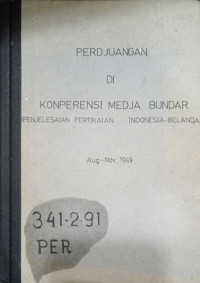 PERDJUANGAN
DI
KONPERENSI MEDJA BUNDAR
(PENJELESAIAN PERTIKAIAN INDONESIA-BELANDA)
Aug-Nov, 1949
341·2·91
PER